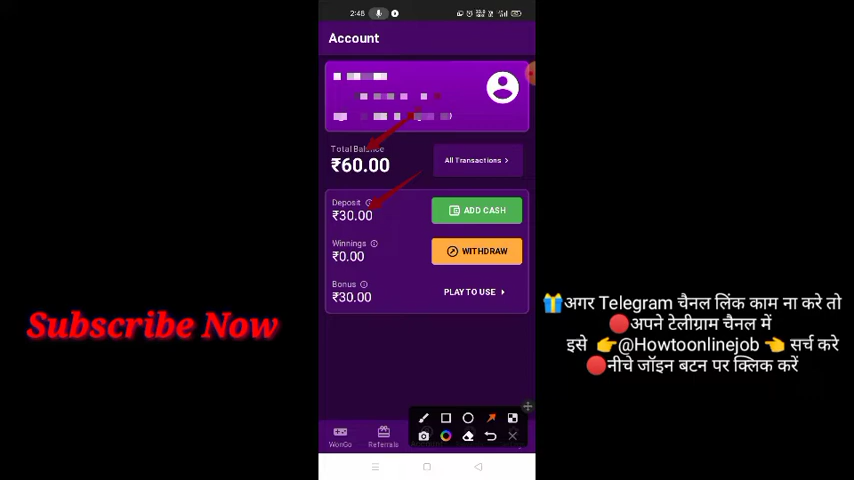 2:46
Account
Total Balance
₹60.00
All Transactions >
Deposit
₹30.00
ADD CASH
Winnings
₹0.00
WITHDRAW
Bonus
₹30.00
PLAY TO USE
WonGo
Referrals
Subscribe Now
🎁अगर Telegram चैनल लिंक काम ना करे तो
🔴अपने टेलीग्राम चैनल में
इसे 👉@Howtoonlinejob 👈 सर्च करे
🔴नीचे जॉइन बटन पर क्लिक करें